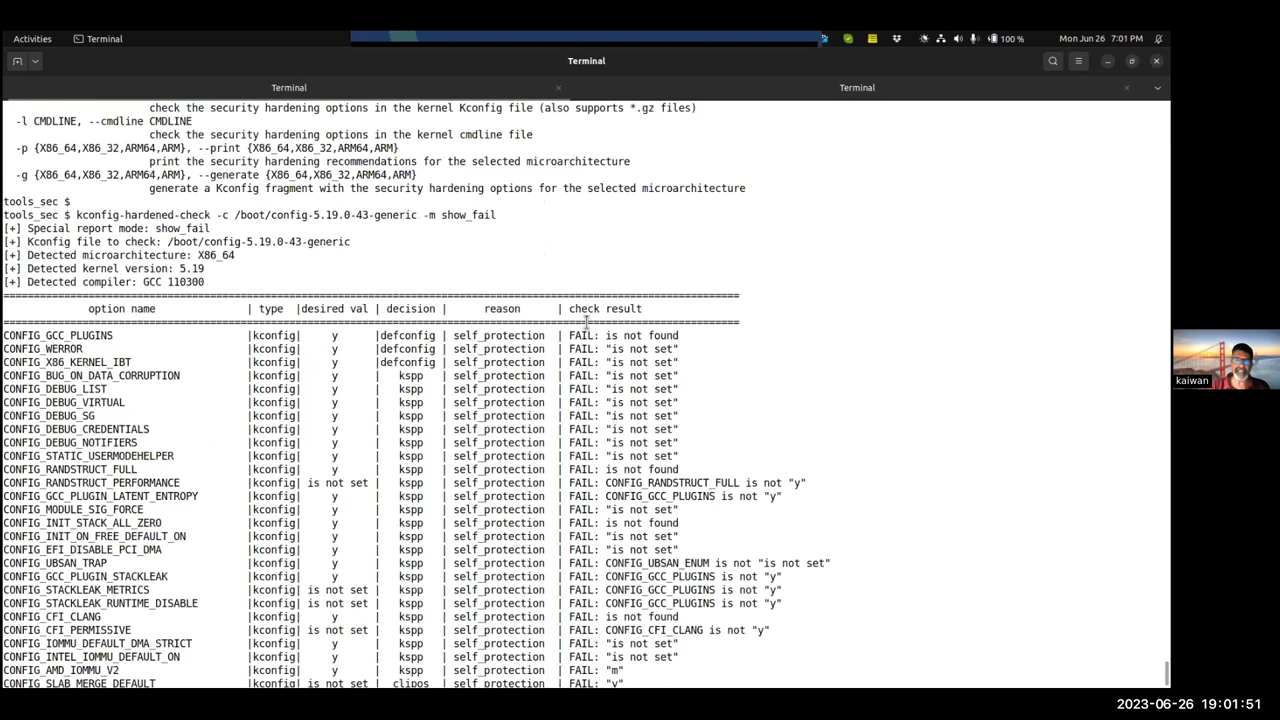 Activities Terminal 100 % Mon Jun 26 7:01 PM
Terminal
Terminal Terminal
check the security hardening options in the kernel Kconfig file (also supports *.gz files)
-l CMDLINE, --cmdline CMDLINE
check the security hardening options in the kernel cmdline file
-p {X86_64,X86_32,ARM64,ARM}, --print {X86_64,X86_32,ARM64,ARM}
print the security hardening recommendations for the selected microarchitecture
-g {X86_64,X86_32,ARM64,ARM}, --generate {X86_64,X86_32,ARM64,ARM}
generate a Kconfig fragment with the security hardening options for the selected microarchitecture
tools_sec $
tools_sec $ kconfig-hardened-check -c /boot/config-5.19.0-43-generic -m show_fail
[+] Special report mode: show_fail
[+] Kconfig file to check: /boot/config-5.19.0-43-generic
[+] Detected microarchitecture: X86_64
[+] Detected kernel version: 5.19
[+] Detected compiler: GCC 110300
=========================================================================================================================
option name | type |desired val | decision | reason | check result
=========================================================================================================================
CONFIG_GCC_PLUGINS |kconfig| y |defconfig | self_protection | FAIL: is not found
CONFIG_WERROR |kconfig| y |defconfig | self_protection | FAIL: "is not set"
CONFIG_X86_KERNEL_IBT |kconfig| y |defconfig | self_protection | FAIL: "is not set"
CONFIG_BUG_ON_DATA_CORRUPTION |kconfig| y | kspp | self_protection | FAIL: "is not set"
CONFIG_DEBUG_LIST |kconfig| y | kspp | self_protection | FAIL: "is not set"
CONFIG_DEBUG_VIRTUAL |kconfig| y | kspp | self_protection | FAIL: "is not set"
CONFIG_DEBUG_SG |kconfig| y | kspp | self_protection | FAIL: "is not set"
CONFIG_DEBUG_CREDENTIALS |kconfig| y | kspp | self_protection | FAIL: "is not set"
CONFIG_DEBUG_NOTIFIERS |kconfig| y | kspp | self_protection | FAIL: "is not set"
CONFIG_STATIC_USERMODEHELPER |kconfig| y | kspp | self_protection | FAIL: "is not set"
CONFIG_RANDSTRUCT_FULL |kconfig| y | kspp | self_protection | FAIL: is not found
CONFIG_RANDSTRUCT_PERFORMANCE |kconfig| is not set | kspp | self_protection | FAIL: CONFIG_RANDSTRUCT_FULL is not "y"
CONFIG_GCC_PLUGIN_LATENT_ENTROPY |kconfig| y | kspp | self_protection | FAIL: CONFIG_GCC_PLUGINS is not "y"
CONFIG_MODULE_SIG_FORCE |kconfig| y | kspp | self_protection | FAIL: "is not set"
CONFIG_INIT_STACK_ALL_ZERO |kconfig| y | kspp | self_protection | FAIL: is not found
CONFIG_INIT_ON_FREE_DEFAULT_ON |kconfig| y | kspp | self_protection | FAIL: "is not set"
CONFIG_EFI_DISABLE_PCI_DMA |kconfig| y | kspp | self_protection | FAIL: "is not set"
CONFIG_UBSAN_TRAP |kconfig| y | kspp | self_protection | FAIL: CONFIG_UBSAN_ENUM is not "is not set"
CONFIG_GCC_PLUGIN_STACKLEAK |kconfig| y | kspp | self_protection | FAIL: CONFIG_GCC_PLUGINS is not "y"
CONFIG_STACKLEAK_METRICS |kconfig| is not set | kspp | self_protection | FAIL: CONFIG_GCC_PLUGINS is not "y"
CONFIG_STACKLEAK_RUNTIME_DISABLE |kconfig| is not set | kspp | self_protection | FAIL: CONFIG_GCC_PLUGINS is not "y"
CONFIG_CFI_CLANG |kconfig| y | kspp | self_protection | FAIL: is not found
CONFIG_CFI_PERMISSIVE |kconfig| is not set | kspp | self_protection | FAIL: CONFIG_CFI_CLANG is not "y"
CONFIG_IOMMU_DEFAULT_DMA_STRICT |kconfig| y | kspp | self_protection | FAIL: "is not set"
CONFIG_INTEL_IOMMU_DEFAULT_ON |kconfig| y | kspp | self_protection | FAIL: "is not set"
CONFIG_AMD_IOMMU_V2 |kconfig| y | kspp | self_protection | FAIL: "m"
CONFIG_SLAB_MERGE_DEFAULT |kconfig| is not set | clipos | self_protection | FAIL: "y"
kaiwan
2023-06-26 19:01:51